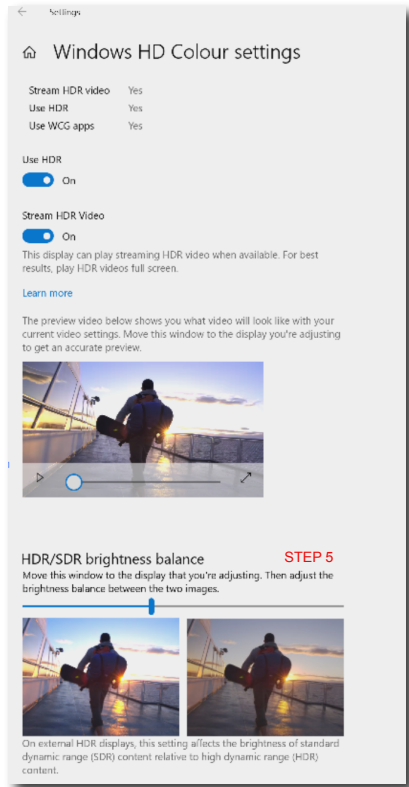 Settings
Windows HD Colour settings
Stream HDR video Yes
Use HDR Yes
Use WCG apps Yes
Use HDR
On
Stream HDR Video
On
This display can play streaming HDR video when available. For best
results, play HDR videos full screen.
Learn more
The preview video below shows you what video will look like with your
current video settings. Move this window to the display you're adjusting
to get an accurate preview.
HDR/SDR brightness balance STEP 5
Move this window to the display that you're adjusting. Then adjust the
brightness balance between the two images.
On external HDR displays, this setting affects the brightness of standard
dynamic range (SDR) content relative to high dynamic range (HDR)
content.